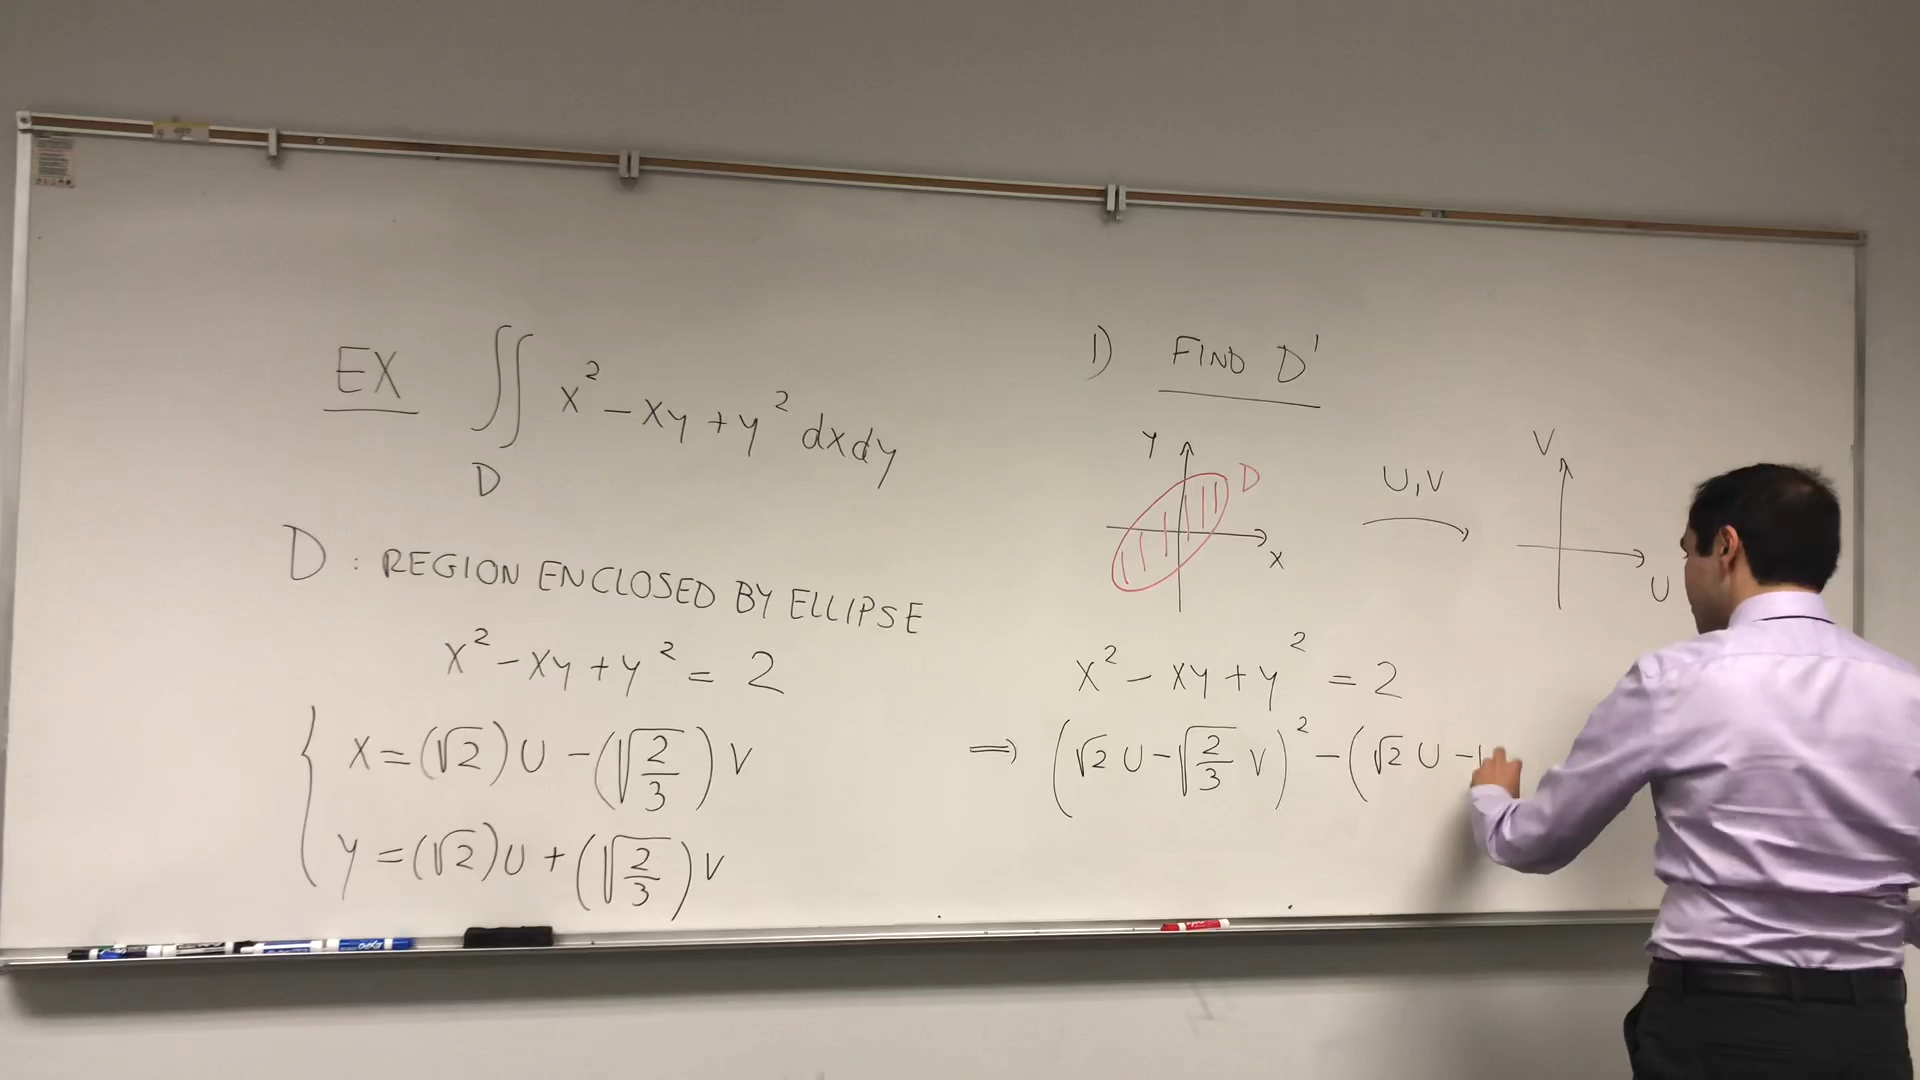 EX ∬ x² - xy + y² dxdy
D
D : REGION ENCLOSED BY ELLIPSE
x² - xy + y² = 2
x = (√2)U - (√(2/3))V
y = (√2)U + (√(2/3))V
1) FIND D'
Y D X
U,V
V U
x² - xy + y² = 2
⇒ (√2 U - √(2/3) V)² - (√2 U -
EXPO